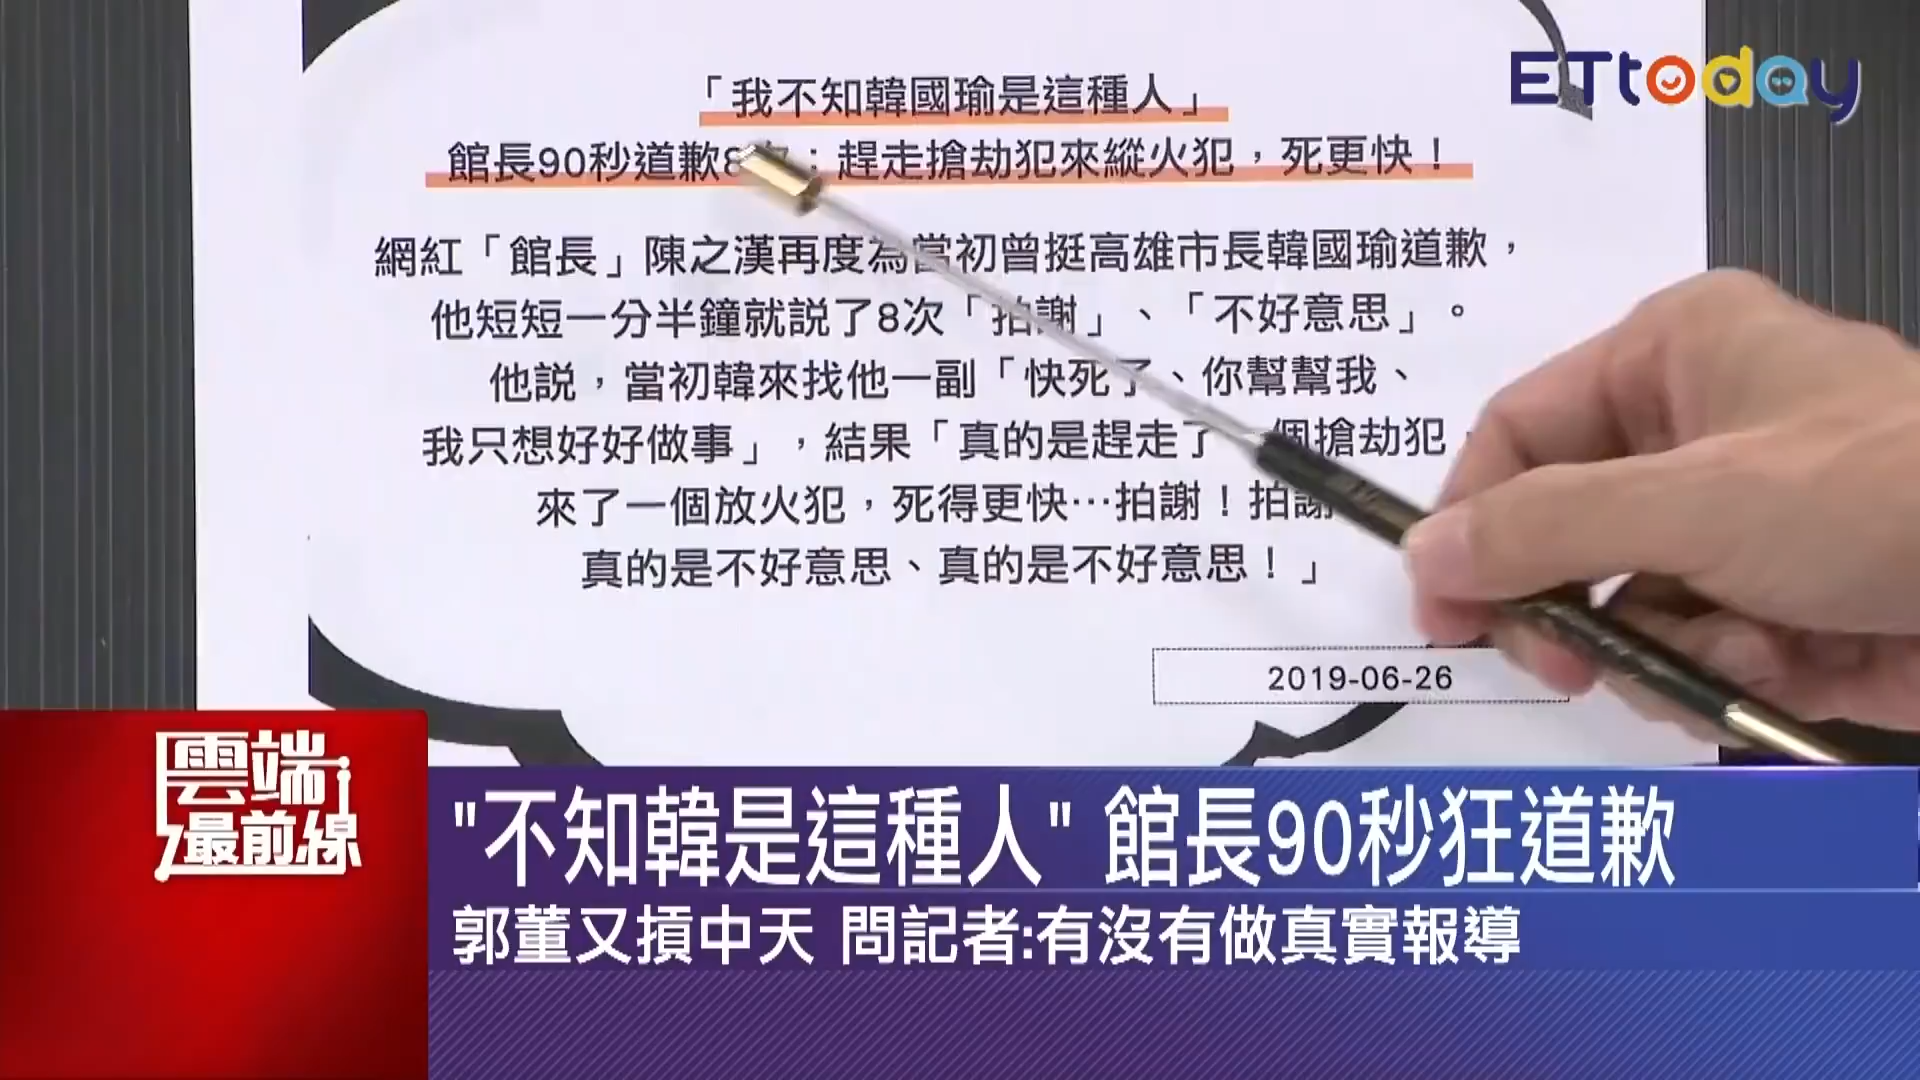 ETtoday
「我不知韓國瑜是這種人」
館長90秒道歉8次：趕走搶劫犯來縱火犯，死更快！
網紅「館長」陳之漢再度為當初曾挺高雄市長韓國瑜道歉，
他短短一分半鐘就說了8次「拍謝」、「不好意思」。
他說，當初韓來找他一副「快死了、你幫幫我、
我只想好好做事」，結果「真的是趕走了 個搶劫犯，
來了一個放火犯，死得更快…拍謝！拍謝
真的是不好意思、真的是不好意思！」
2019-06-26
雲端
最前線
"不知韓是這種人" 館長90秒狂道歉
郭董又摃中天 問記者:有沒有做真實報導